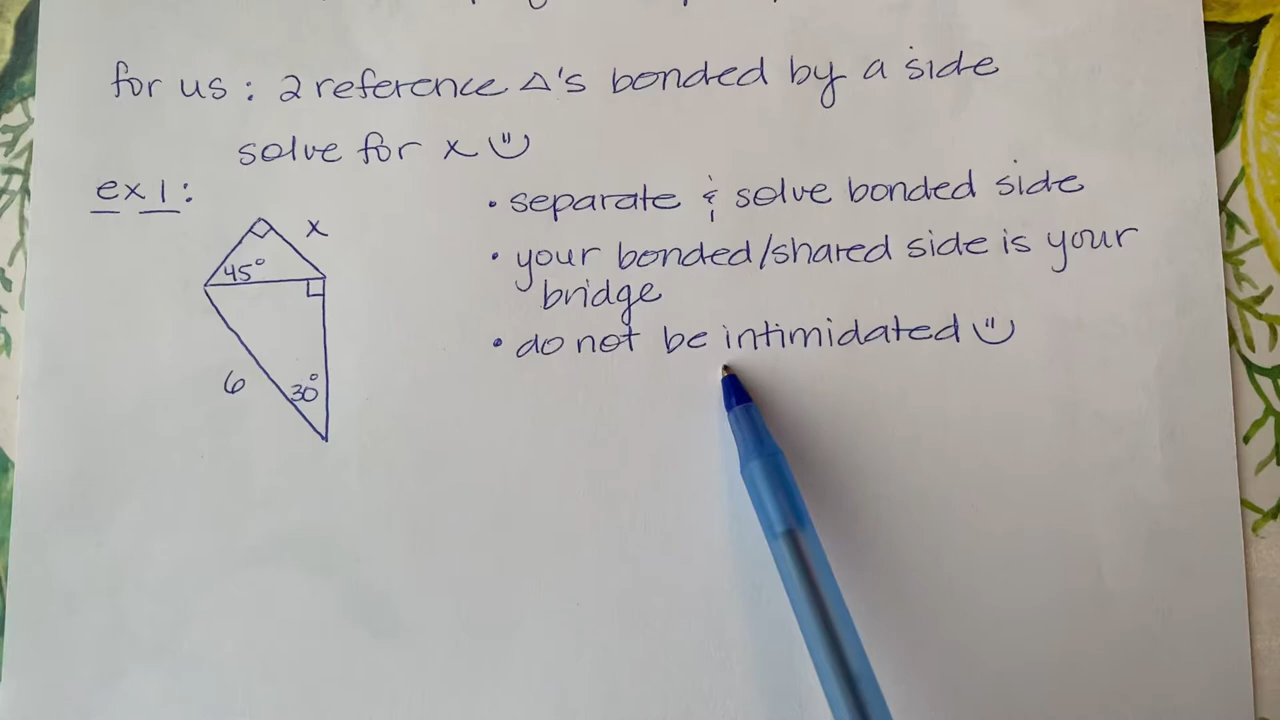 for us: 2 reference Δ's bonded by a side
solve for x
ex 1:
• separate & solve bonded side
x
• your bonded/shared side is your
45°
bridge
• do not be intimidated
6
30°